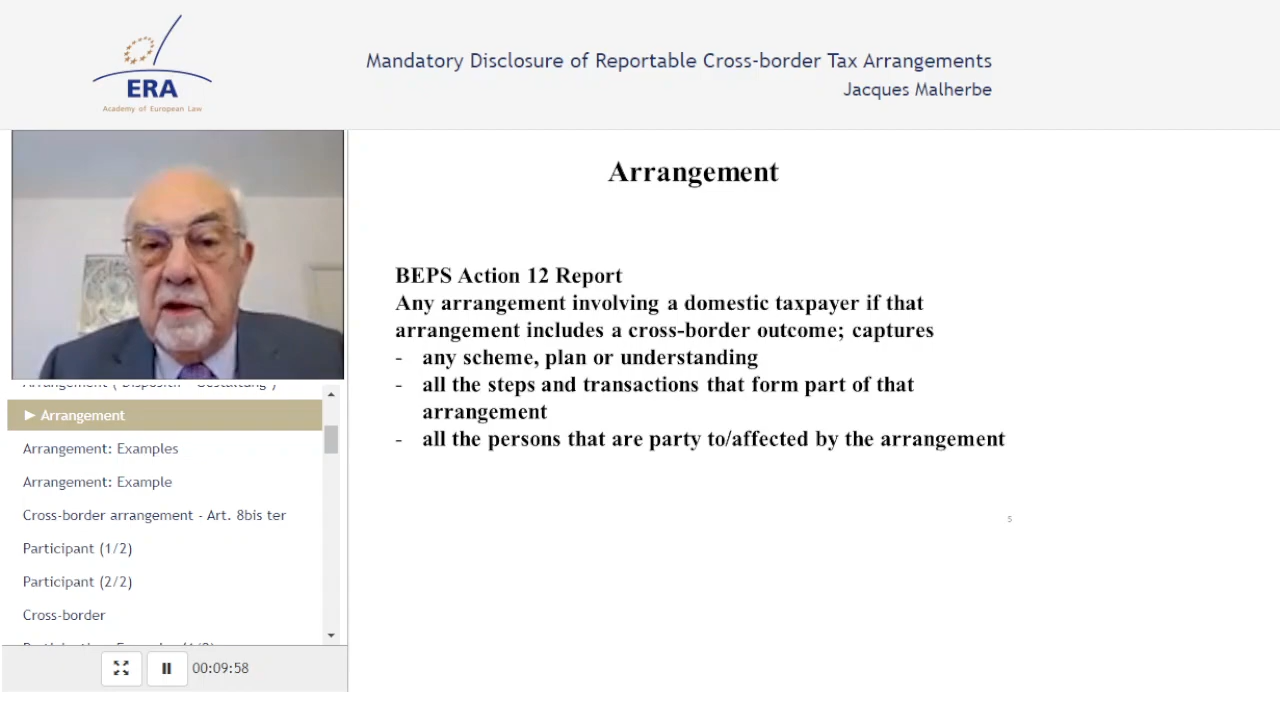 ERA
Academy of European Law
Mandatory Disclosure of Reportable Cross-border Tax Arrangements
Jacques Malherbe
Arrangement
BEPS Action 12 Report
Any arrangement involving a domestic taxpayer if that
arrangement includes a cross-border outcome; captures
- any scheme, plan or understanding
- all the steps and transactions that form part of that
arrangement
- all the persons that are party to/affected by the arrangement
5
Arrangement
Arrangement: Examples
Arrangement: Example
Cross-border arrangement - Art. 8bis ter
Participant (1/2)
Participant (2/2)
Cross-border
00:09:58